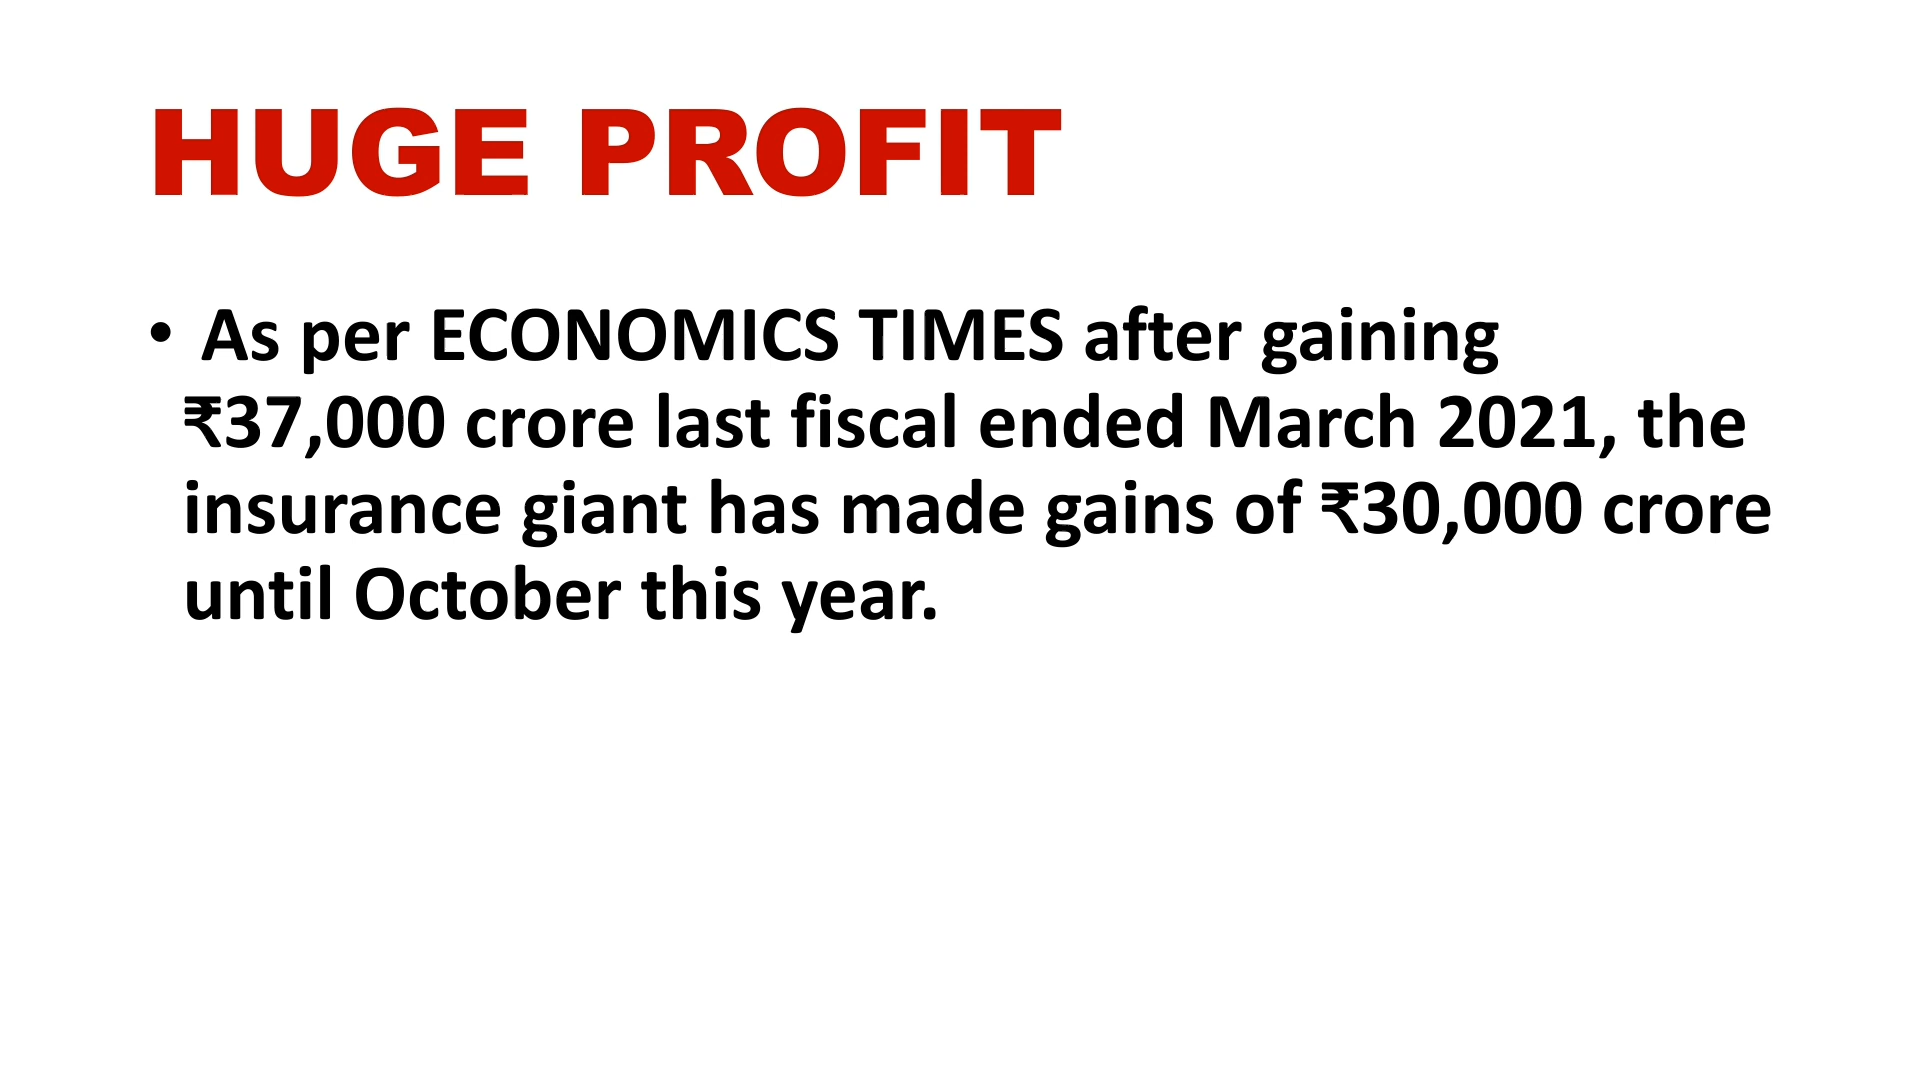 HUGE PROFIT
• As per ECONOMICS TIMES after gaining
₹37,000 crore last fiscal ended March 2021, the
insurance giant has made gains of ₹30,000 crore
until October this year.